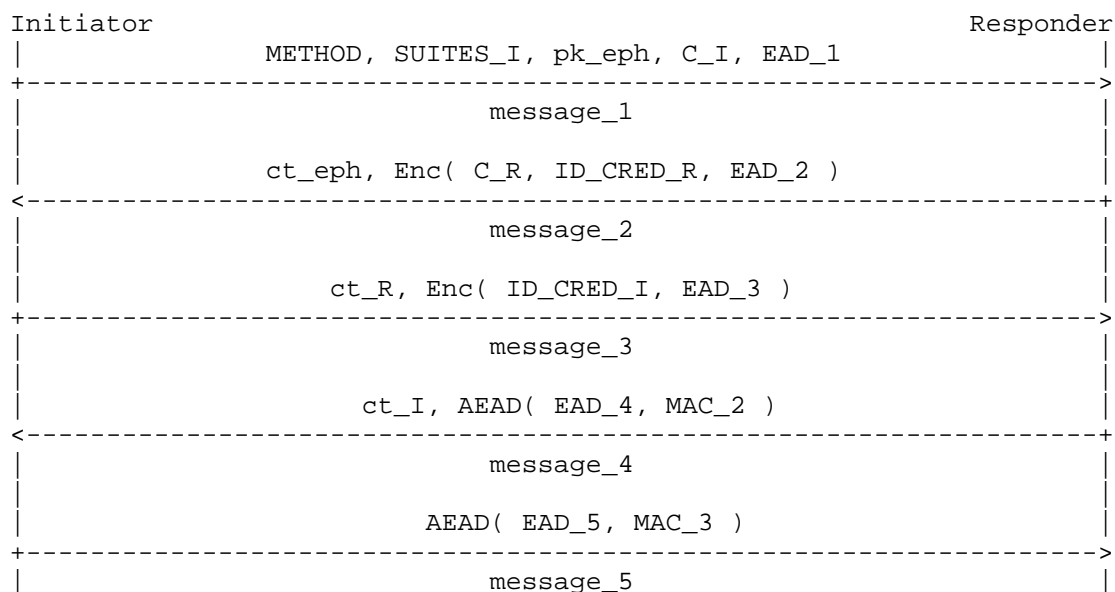 Initiator Responder
METHOD, SUITES_I, pk_eph, C_I, EAD_1
message_1
ct_eph, Enc( C_R, ID_CRED_R, EAD_2 )
message_2
ct_R, Enc( ID_CRED_I, EAD_3 )
message_3
ct_I, AEAD( EAD_4, MAC_2 )
message_4
AEAD( EAD_5, MAC_3 )
message_5